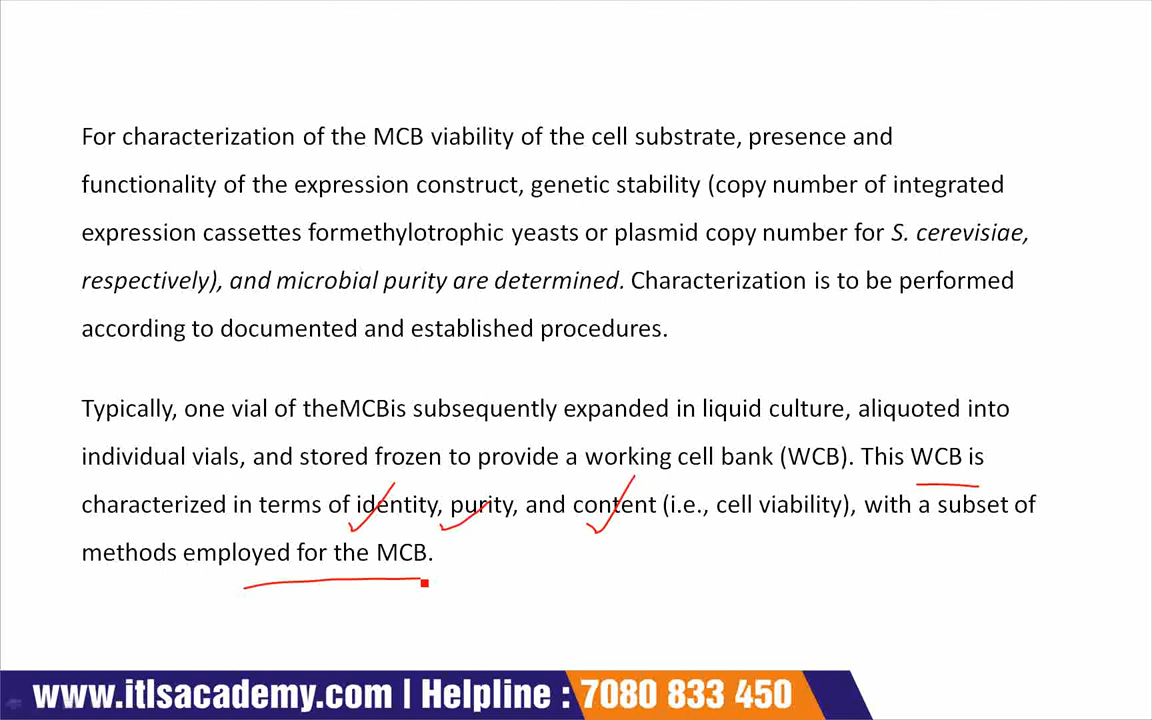 For characterization of the MCB viability of the cell substrate, presence and
functionality of the expression construct, genetic stability (copy number of integrated
expression cassettes formethylotrophic yeasts or plasmid copy number for S. cerevisiae,
respectively), and microbial purity are determined. Characterization is to be performed
according to documented and established procedures.
Typically, one vial of theMCBis subsequently expanded in liquid culture, aliquoted into
individual vials, and stored frozen to provide a working cell bank (WCB). This WCB is
characterized in terms of identity, purity, and content (i.e., cell viability), with a subset of
methods employed for the MCB.
www.itlsacademy.com | Helpline : 7080 833 450